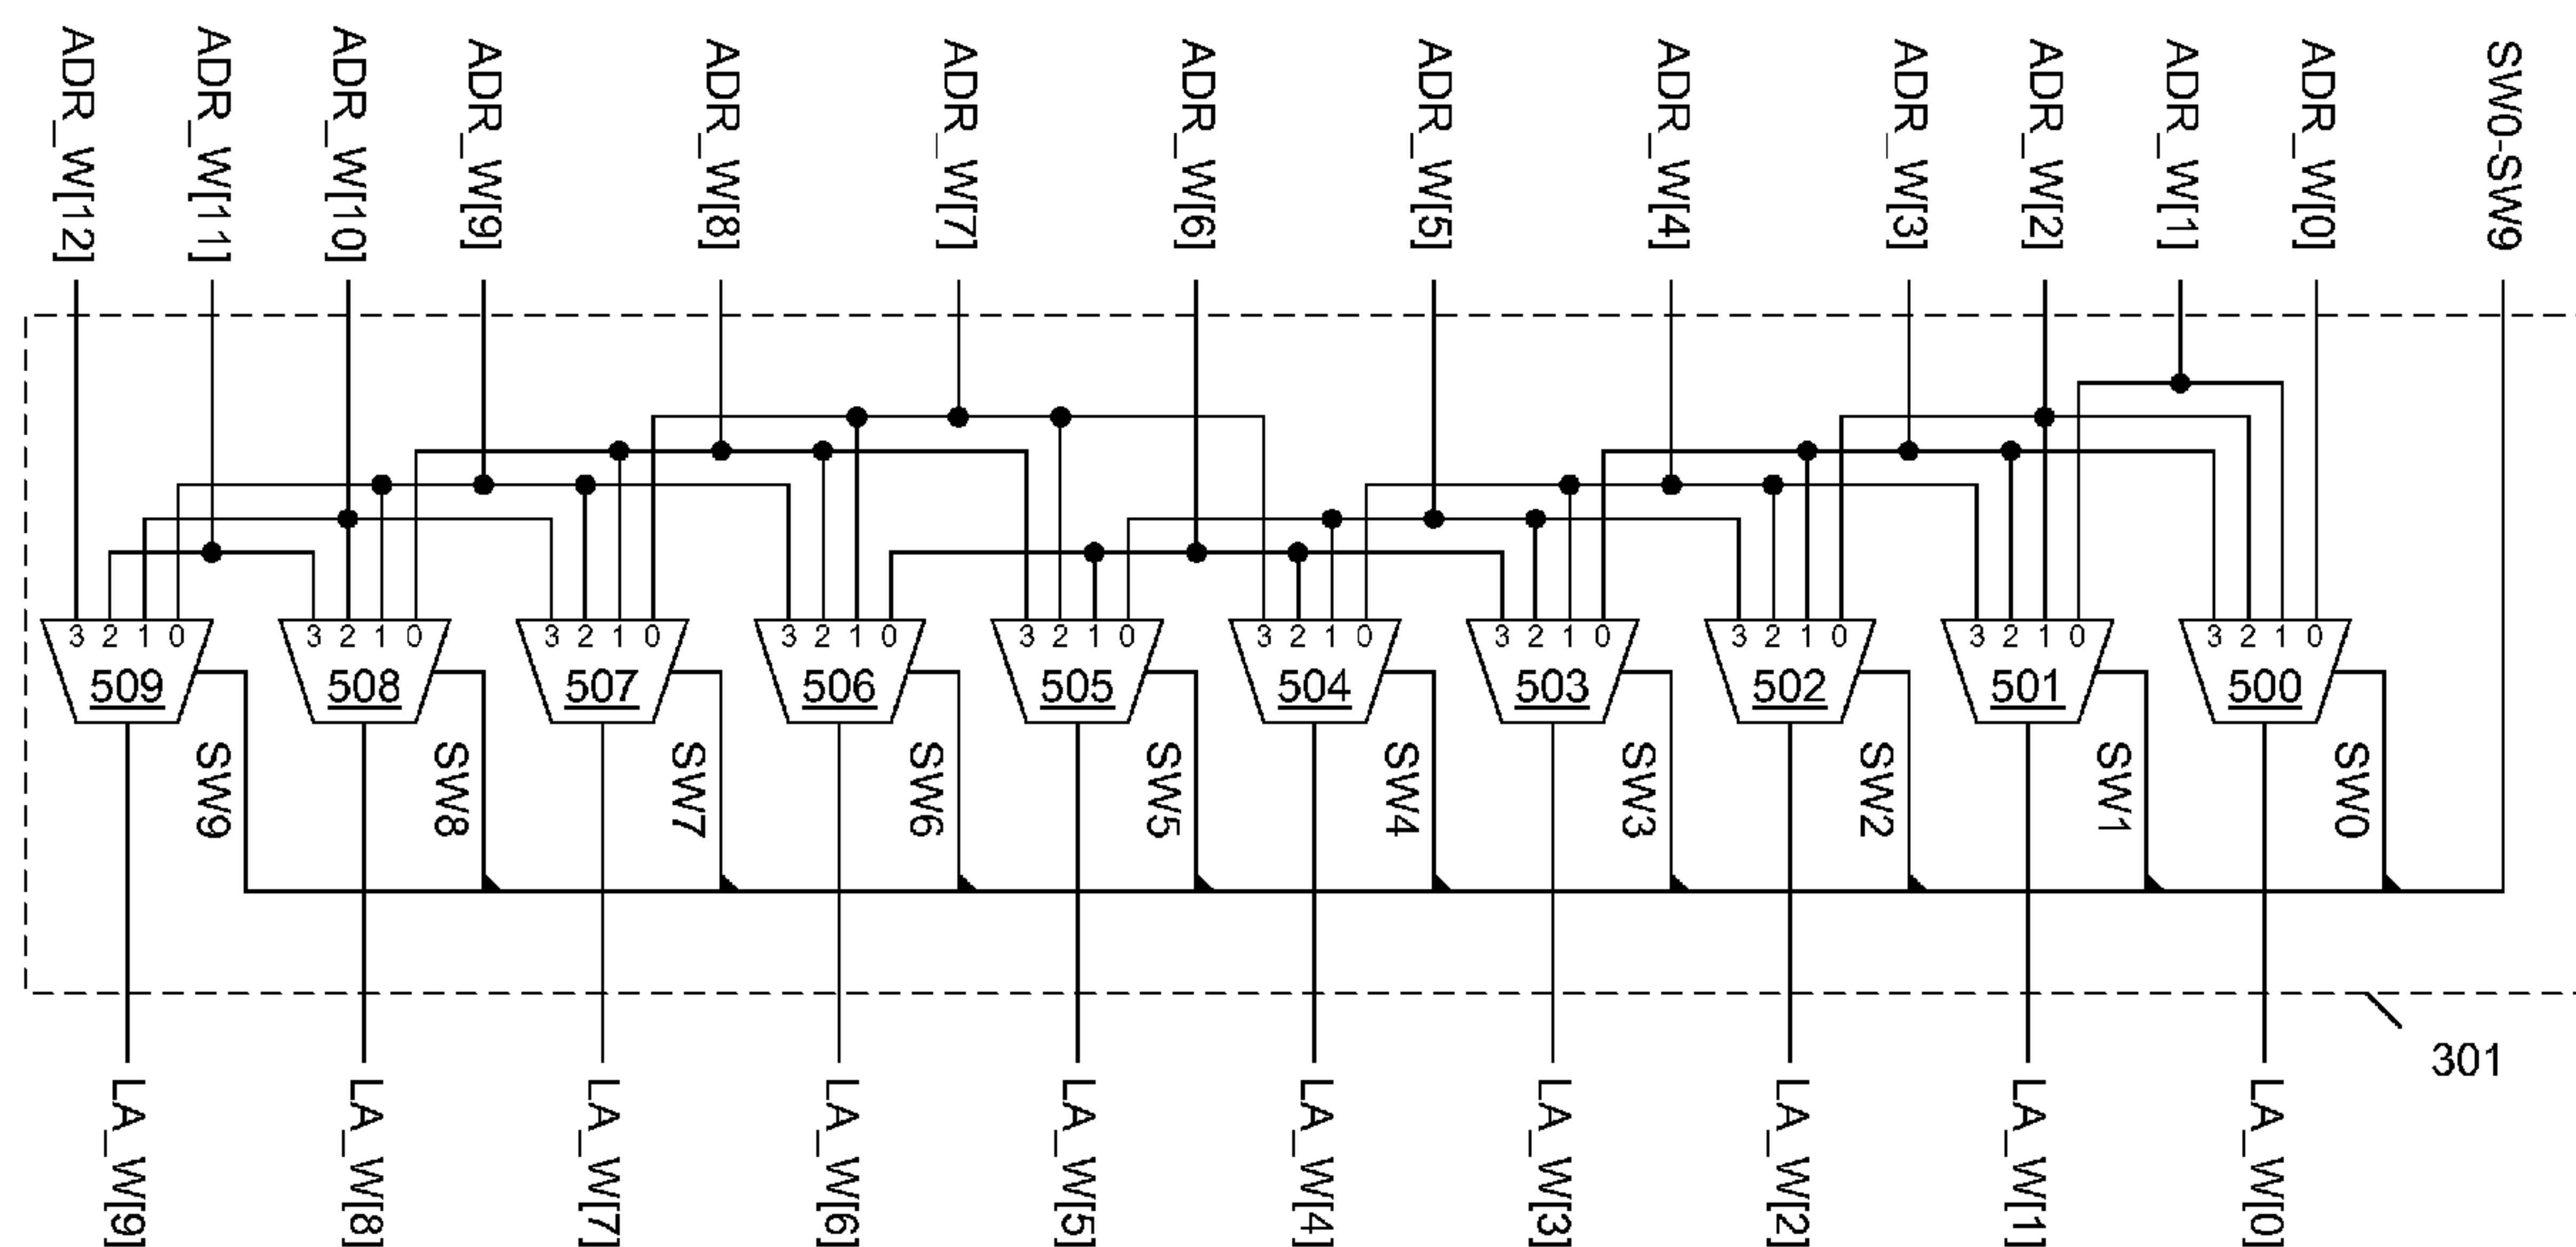 ADR_W[12]
ADR_W[11]
ADR_W[10]
ADR_W[9]
ADR_W[8]
ADR_W[7]
ADR_W[6]
ADR_W[5]
ADR_W[4]
ADR_W[3]
ADR_W[2]
ADR_W[1]
ADR_W[0]
SW0-SW9
3 2 1 0
3 2 1 0
3 2 1 0
3 2 1 0
3 2 1 0
3 2 1 0
3 2 1 0
3 2 1 0
3 2 1 0
3 2 1 0
509
508
507
506
505
504
503
502
501
500
SW9
SW8
SW7
SW6
SW5
SW4
SW3
SW2
SW1
SW0
301
LA_W[9]
LA_W[8]
LA_W[7]
LA_W[6]
LA_W[5]
LA_W[4]
LA_W[3]
LA_W[2]
LA_W[1]
LA_W[0]